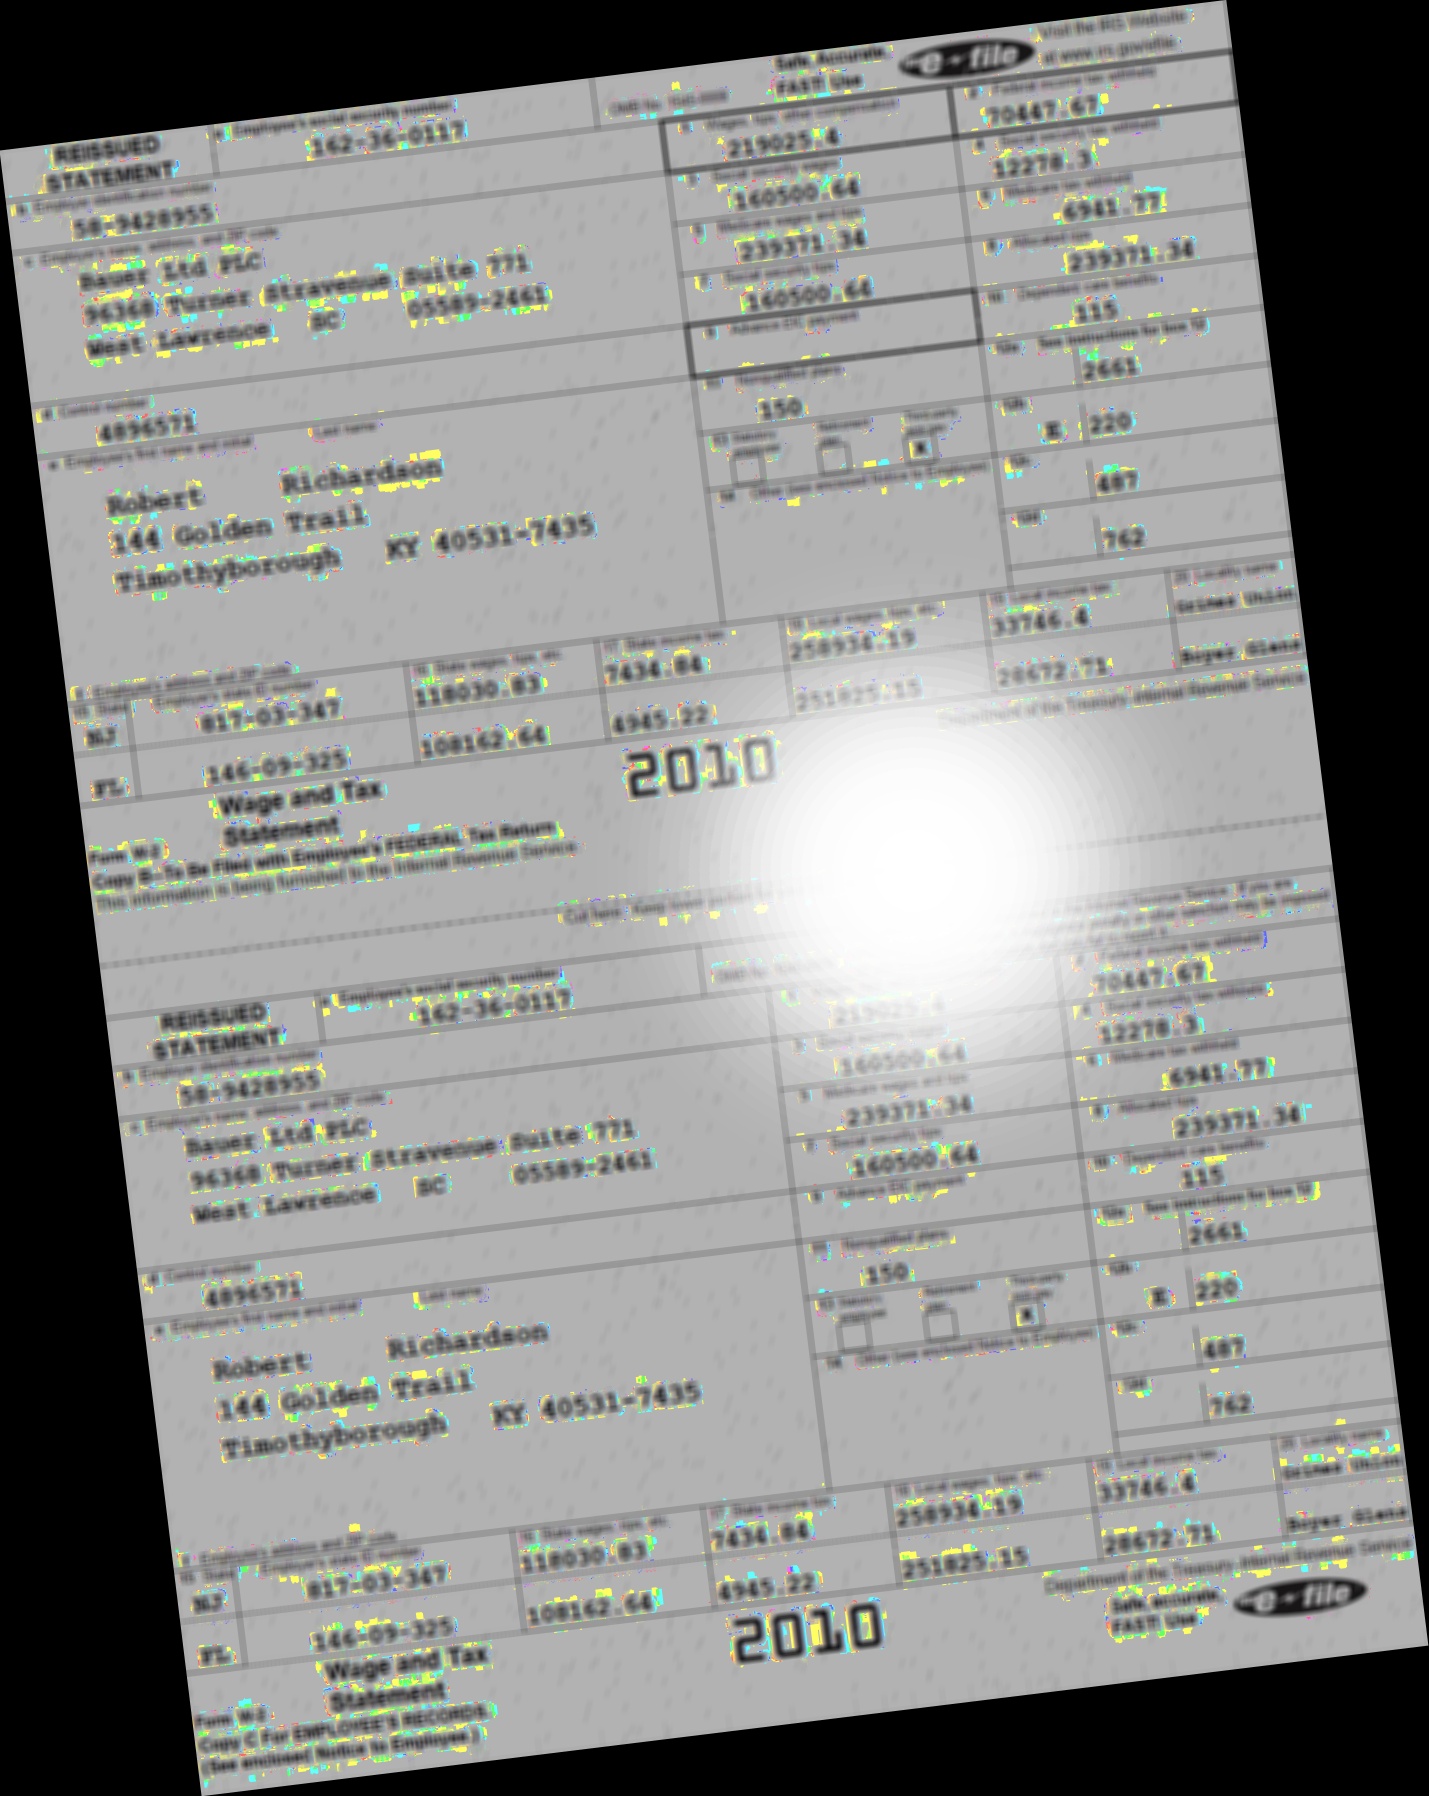 Safe, Accurate, FAST! Use e-file
Visit the IRS Website at www.irs.gov/efile
REISSUED STATEMENT
a Employee's social security number
162-36-0117
OMB No. 1545-0008
1 Wages, tips, other compensation
219025.4
2 Federal income tax withheld
70447.67
b Employer identification number
58-9428955
3 Social security wages
160500.64
4 Social security tax withheld
12278.3
c Employer's name, address, and ZIP code
Bauer Ltd PLC
96368 Turner Stravenue Suite 771
West Lawrence BC 05589-2461
5 Medicare wages and tips
239371.34
6 Medicare tax withheld
6941.77
7 Social security tips
160500.64
8 Allocated tips
239371.34
9 Advance EIC payment
10 Dependent care benefits
115
d Control number
4896571
11 Nonqualified plans
150
12a See instructions for box 12
2661
e Employee's first name and initial Last name
Robert Richardson
144 Golden Trail
Timothyborough KY 40531-7435
13 Statutory employee Retirement plan Third-party sick pay
X
12b E 220
14 Other (see enclosed Notice to Employee)
12c 487
12d 762
f Employee's address and ZIP code
15 State Employer's state ID number
16 State wages, tips, etc.
17 State income tax
18 Local wages, tips, etc.
19 Local income tax
20 Locality name
NJ 817-03-347 118030.83 7434.84 258934.19 33746.4
FL 146-09-325 108162.64 4945.22 251825.15 28672.71
Form W-2 Wage and Tax Statement 2010
Department of the Treasury-Internal Revenue Service
Copy B-To Be Filed with Employee's FEDERAL Tax Return.
This information is being furnished to the Internal Revenue Service.
REISSUED STATEMENT
a Employee's social security number
162-36-0117
219025.4
2 Federal income tax withheld
70447.67
b Employer identification number
58-9428955
3 Social security wages
160500.64
4 Social security tax withheld
12278.3
c Employer's name, address, and ZIP code
Bauer Ltd PLC
96368 Turner Stravenue Suite 771
West Lawrence BC 05589-2461
5 Medicare wages and tips
239371.34
6 Medicare tax withheld
6941.77
7 Social security tips
160500.64
8 Allocated tips
239371.34
9 Advance EIC payment
10 Dependent care benefits
115
d Control number
4896571
11 Nonqualified plans
150
12a See instructions for box 12
2661
e Employee's first name and initial Last name
Robert Richardson
144 Golden Trail
Timothyborough KY 40531-7435
13 Statutory employee Retirement plan Third-party sick pay
X
12b E 220
14 Other (see enclosed Notice to Employee)
12c 487
12d 762
f Employee's address and ZIP code
15 State Employer's state ID number
16 State wages, tips, etc.
17 State income tax
18 Local wages, tips, etc.
19 Local income tax
20 Locality name
NJ 817-03-347 118030.83 7434.84 258934.19 33746.4
FL 146-09-325 108162.64 4945.22 251825.15 28672.71
Form W-2 Wage and Tax Statement 2010
Department of the Treasury-Internal Revenue Service
Safe, Accurate, FAST! Use e-file
Copy C For EMPLOYEE'S RECORDS.
(See enclosed Notice to Employee.)